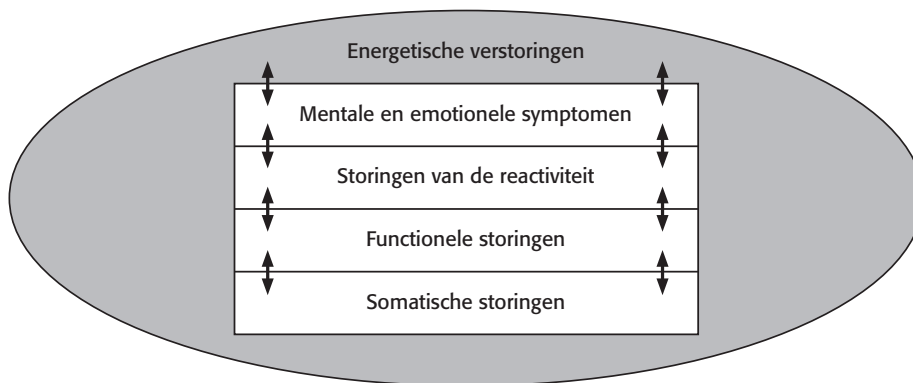 Energetische verstoringen
Mentale en emotionele symptomen
Storingen van de reactiviteit
Functionele storingen
Somatische storingen